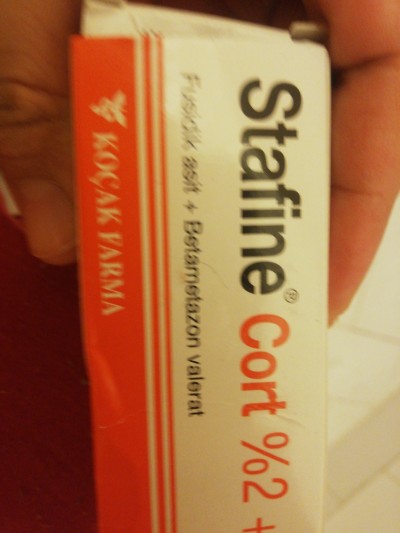 Stafine® Cort %2 +
Fusidik asit + Betametazon valerat
KOÇAK FARMA